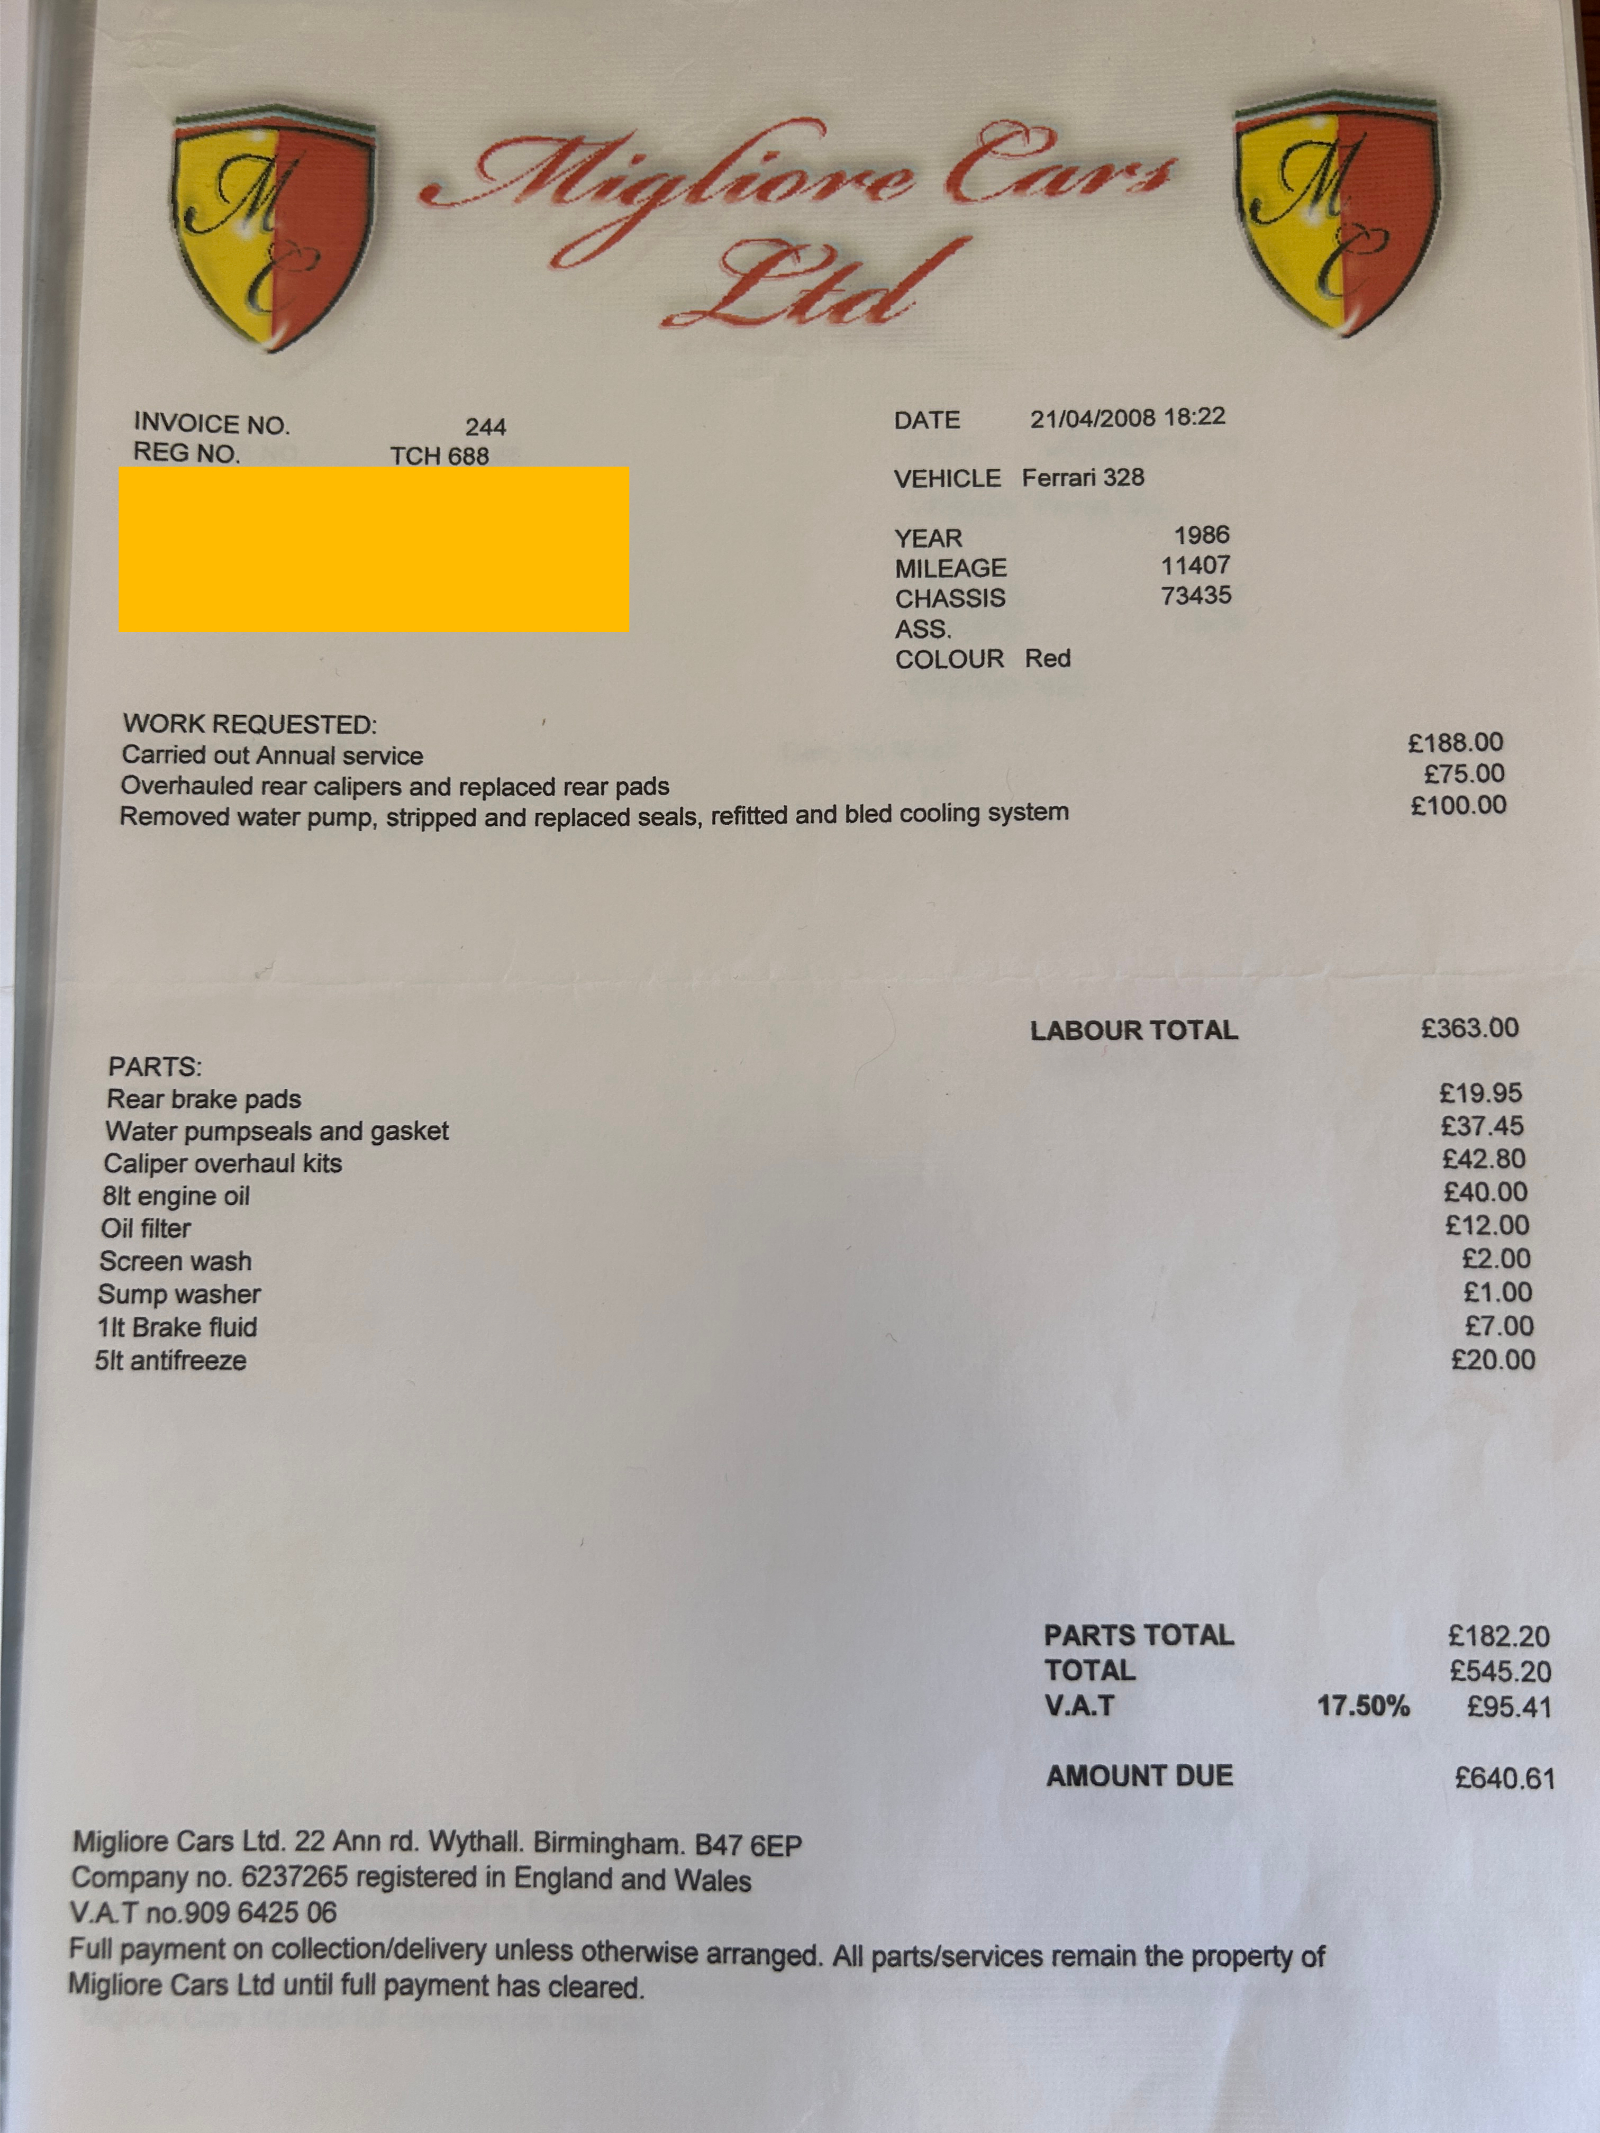 M
C
Migliore Cars
Ltd
M
C
INVOICE NO. 244
REG NO. TCH 688
DATE 21/04/2008 18:22
VEHICLE Ferrari 328
YEAR 1986
MILEAGE 11407
CHASSIS 73435
ASS.
COLOUR Red
WORK REQUESTED:
Carried out Annual service £188.00
Overhauled rear calipers and replaced rear pads £75.00
Removed water pump, stripped and replaced seals, refitted and bled cooling system £100.00
LABOUR TOTAL £363.00
PARTS:
Rear brake pads £19.95
Water pumpseals and gasket £37.45
Caliper overhaul kits £42.80
8lt engine oil £40.00
Oil filter £12.00
Screen wash £2.00
Sump washer £1.00
1lt Brake fluid £7.00
5lt antifreeze £20.00
PARTS TOTAL £182.20
TOTAL £545.20
V.A.T 17.50% £95.41
AMOUNT DUE £640.61
Migliore Cars Ltd. 22 Ann rd. Wythall. Birmingham. B47 6EP
Company no. 6237265 registered in England and Wales
V.A.T no.909 6425 06
Full payment on collection/delivery unless otherwise arranged. All parts/services remain the property of
Migliore Cars Ltd until full payment has cleared.